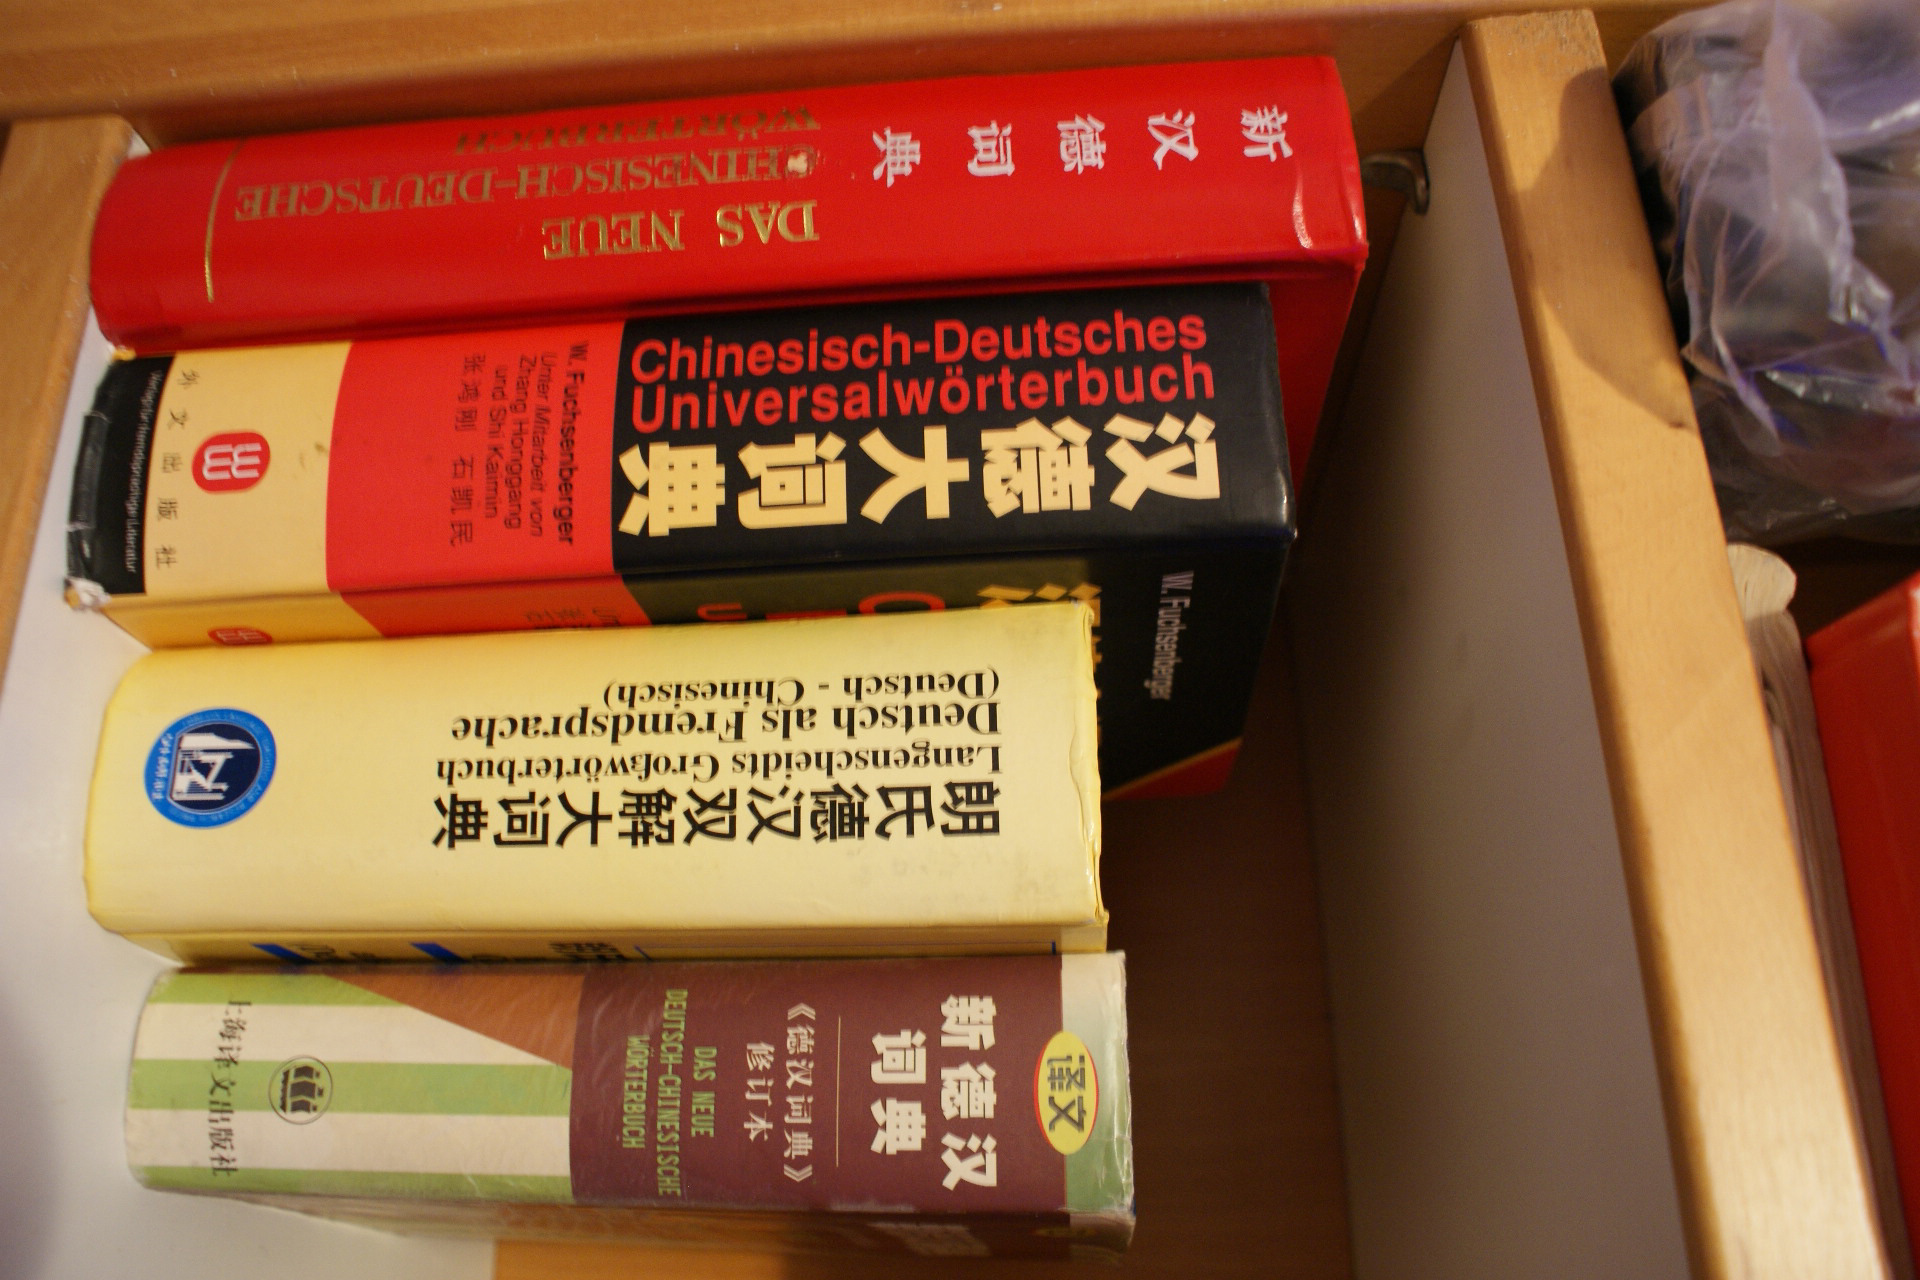 新汉德词典
DAS NEUE
CHINESISCH-DEUTSCHE
WÖRTERBUCH
Chinesisch-Deutsches
Universalwörterbuch
汉德大词典
W. Fuchsenberger
Unter Mitarbeit von
Zhang Honggang
und Shi Kaimin
张鸿刚 石凯民
外文出版社
Verlag für fremdsprachige Literatur
W. Fuchsenberger
朗氏德汉双解大词典
Langenscheidts Großwörterbuch
Deutsch als Fremdsprache
(Deutsch - Chinesisch)
译文
新德汉
词典
《德汉词典》
修订本
DAS NEUE
DEUTSCH-CHINESISCHE
WÖRTERBUCH
上海译文出版社